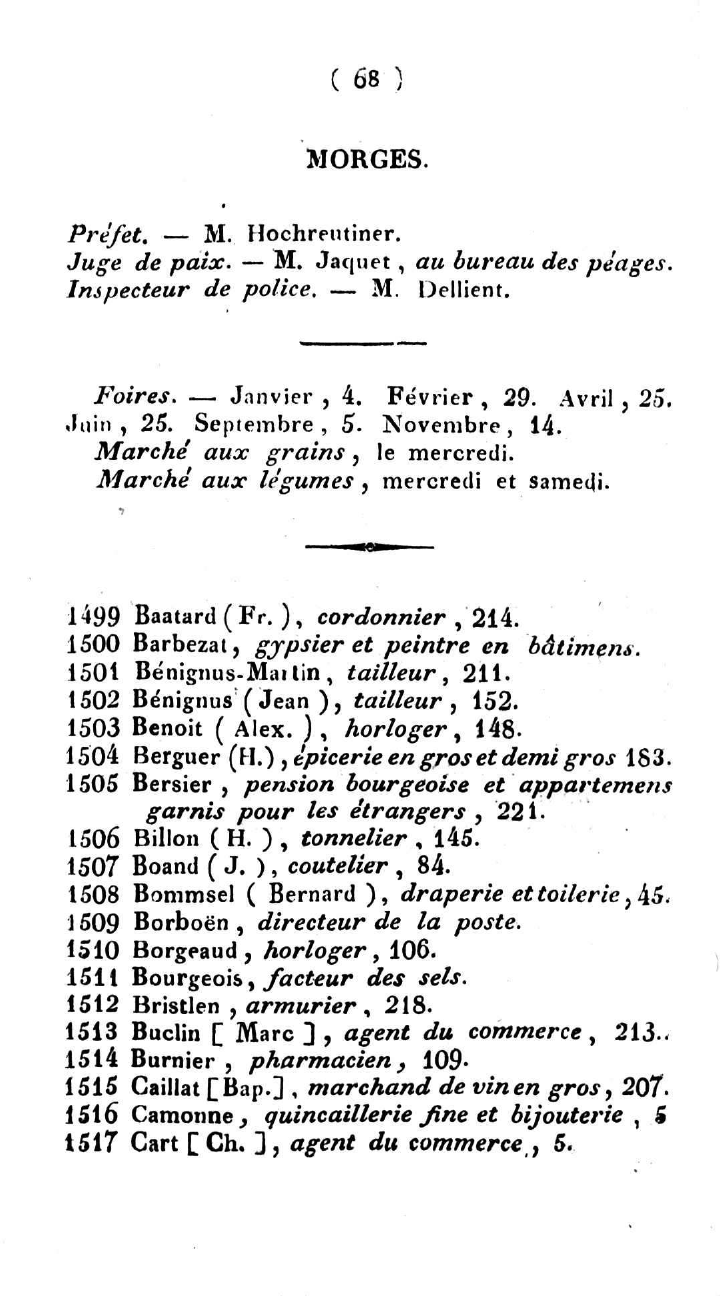 ( 68 )
MORGES.
Préfet. — M. Hochreutiner.
Juge de paix. — M. Jaquet, au bureau des péages.
Inspecteur de police. — M. Dellient.
Foires. — Janvier, 4. Février, 29. Avril, 25.
Juin, 25. Septembre, 5. Novembre, 14.
Marché aux grains, le mercredi.
Marché aux légumes, mercredi et samedi.
1499 Baatard (Fr.), cordonnier, 214.
1500 Barbezat, gypsier et peintre en bâtimens.
1501 Bénignus-Martin, tailleur, 211.
1502 Bénignus (Jean), tailleur, 152.
1503 Benoit (Alex.), horloger, 148.
1504 Berguer (H.), épicerie en gros et demi gros 183.
1505 Bersier, pension bourgeoise et appartemens
garnis pour les étrangers, 221.
1506 Billon (H.), tonnelier, 145.
1507 Boand (J.), coutelier, 84.
1508 Bommsel (Bernard), draperie et toilerie, 45.
1509 Borboën, directeur de la poste.
1510 Borgeaud, horloger, 106.
1511 Bourgeois, facteur des sels.
1512 Bristlen, armurier, 218.
1513 Buclin [Marc], agent du commerce, 213..
1514 Burnier, pharmacien, 109.
1515 Caillat [Bap.], marchand de vin en gros, 207.
1516 Camonne, quincaillerie fine et bijouterie, 5
1517 Cart [Ch.], agent du commerce, 5.